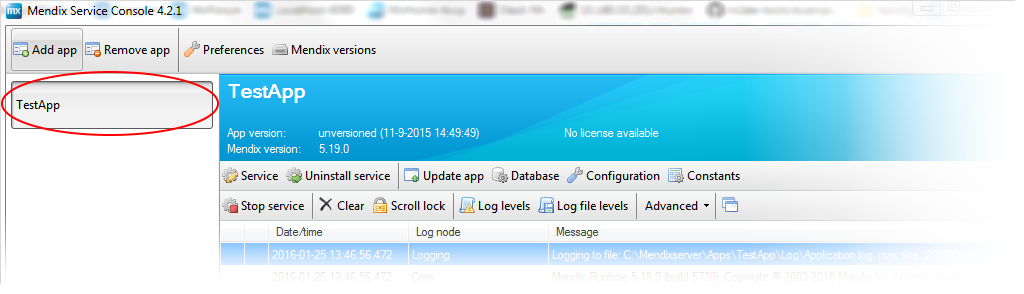 mx Mendix Service Console 4.2.1
Add app Remove app Preferences Mendix versions
TestApp
TestApp
App version: unversioned (11-9-2015 14:49:49) No license available
Mendix version: 5.19.0
Service Uninstall service Update app Database Configuration Constants
Stop service Clear Scroll lock Log levels Log file levels Advanced
Date/time Log node Message
2016-01-25 13:46:56.472 Logging Logging to file: C:\Mendixserver\Apps\TestApp\Log\Application.log, max size:
2016-01-25 13:46:56.472 Core Mendix Runtime 5.19.0 (build 5730). Copyright © 2003-2015 Mendix